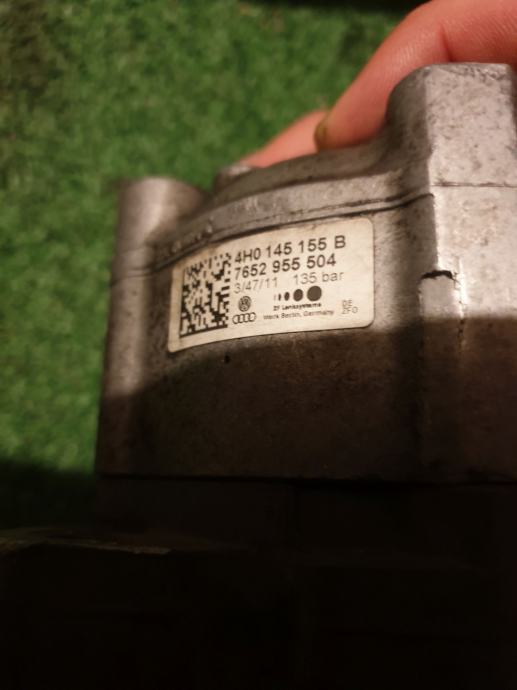 4H0 145 155 B
7652 955 504
3/47/11 135 bar
ZF Lenksysteme
Werk Berlin, Germany
DE
ZFO